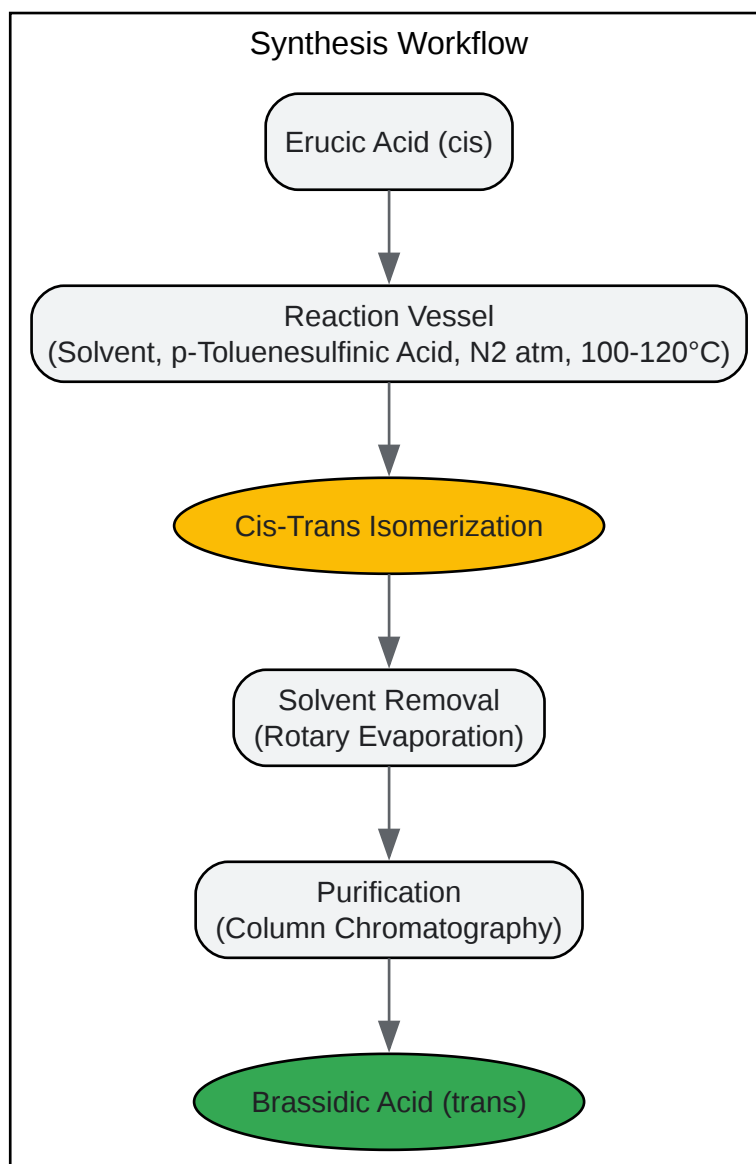 Synthesis Workflow
Erucic Acid (cis)
Reaction Vessel
(Solvent, p-Toluenesulfinic Acid, N2 atm, 100-120°C)
Cis-Trans Isomerization
Solvent Removal
(Rotary Evaporation)
Purification
(Column Chromatography)
Brassidic Acid (trans)